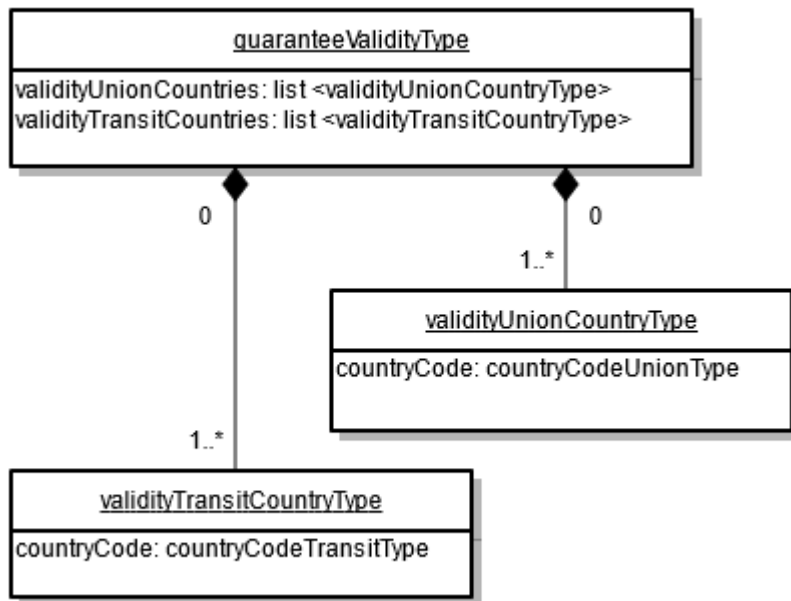 guaranteeValidityType
validityUnionCountries: list <validityUnionCountryType>
validityTransitCountries: list <validityTransitCountryType>
0
0
1..*
validityUnionCountryType
countryCode: countryCodeUnionType
1..*
validityTransitCountryType
countryCode: countryCodeTransitType